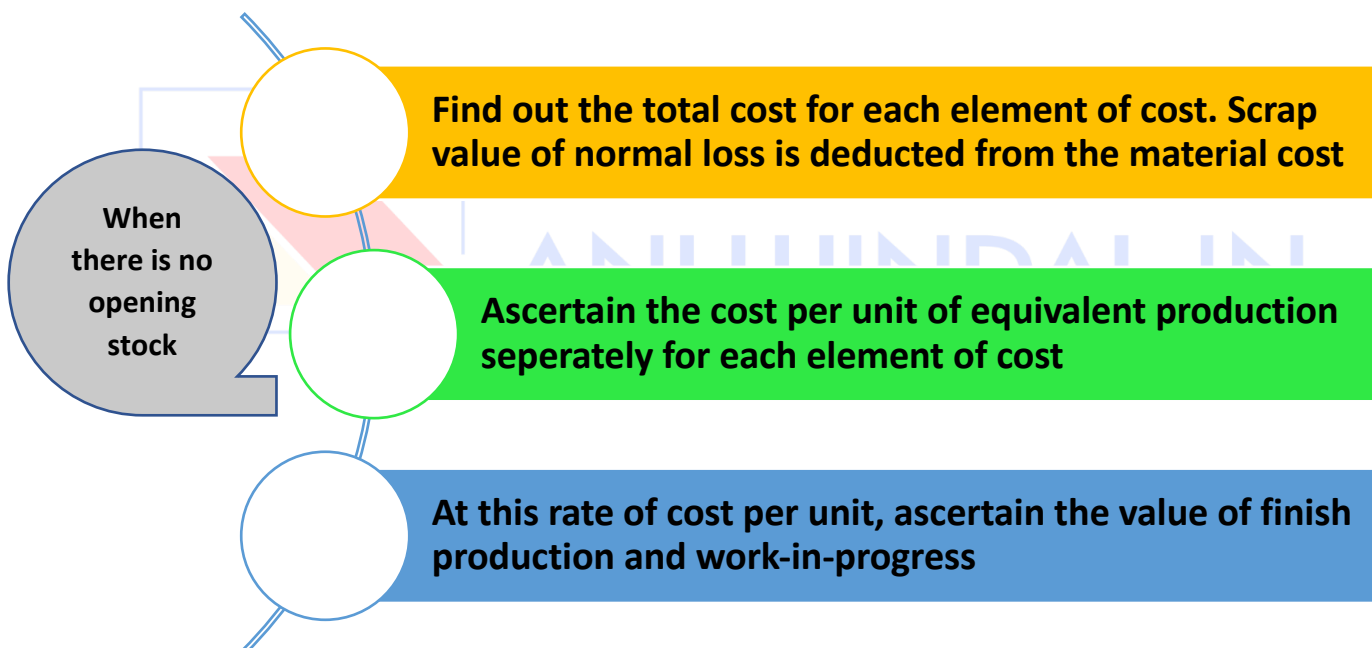 When
there is no
opening
stock
Find out the total cost for each element of cost. Scrap
value of normal loss is deducted from the material cost
Ascertain the cost per unit of equivalent production
seperately for each element of cost
At this rate of cost per unit, ascertain the value of finish
production and work-in-progress